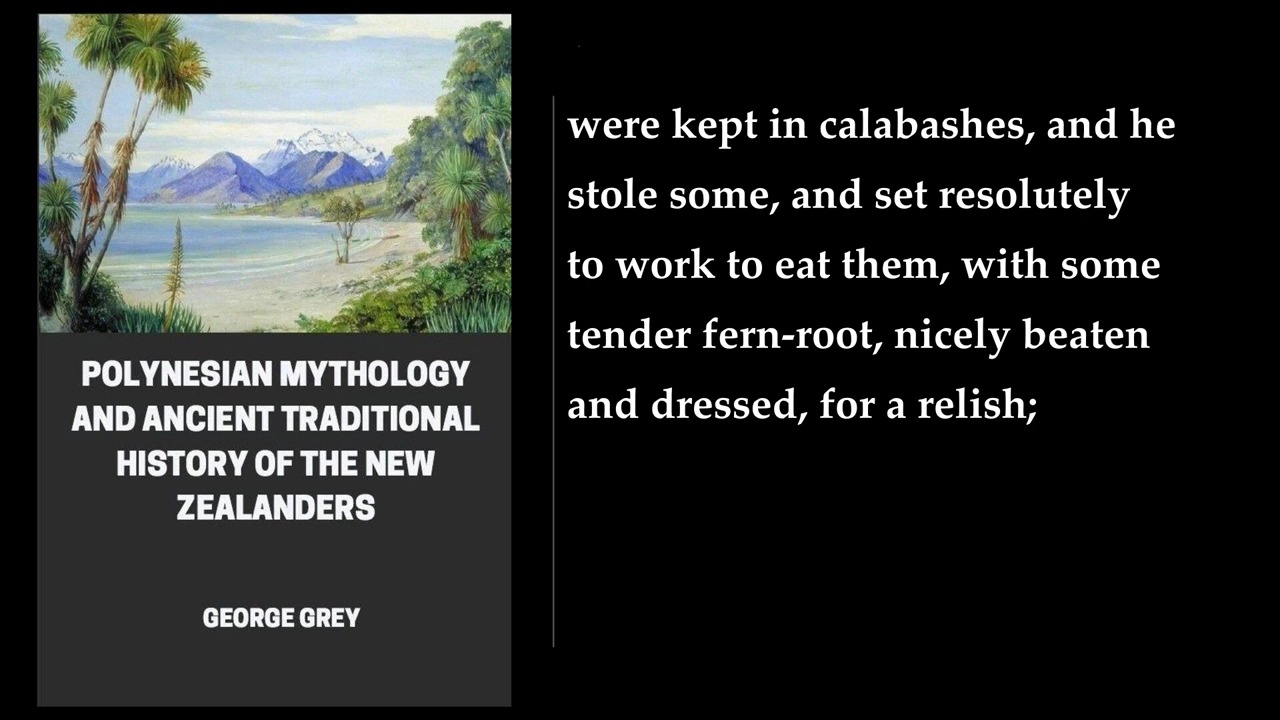 POLYNESIAN MYTHOLOGY
AND ANCIENT TRADITIONAL
HISTORY OF THE NEW
ZEALANDERS
GEORGE GREY
were kept in calabashes, and he
stole some, and set resolutely
to work to eat them, with some
tender fern-root, nicely beaten
and dressed, for a relish;